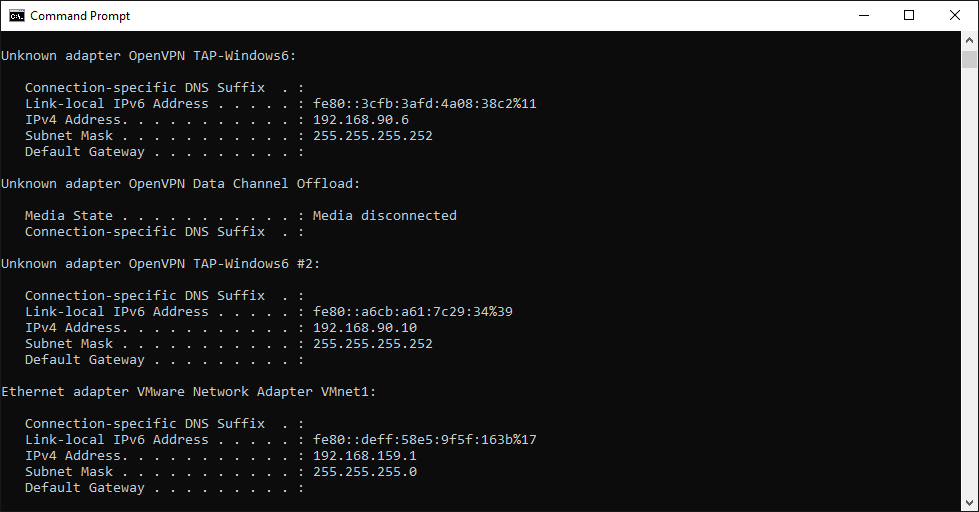 Command Prompt
Unknown adapter OpenVPN TAP-Windows6:
Connection-specific DNS Suffix  . :
Link-local IPv6 Address . . . . . : fe80::3cfb:3afd:4a08:38c2%11
IPv4 Address. . . . . . . . . . . : 192.168.90.6
Subnet Mask . . . . . . . . . . . : 255.255.255.252
Default Gateway . . . . . . . . . :
Unknown adapter OpenVPN Data Channel Offload:
Media State . . . . . . . . . . . : Media disconnected
Connection-specific DNS Suffix  . :
Unknown adapter OpenVPN TAP-Windows6 #2:
Connection-specific DNS Suffix  . :
Link-local IPv6 Address . . . . . : fe80::a6cb:a61:7c29:34%39
IPv4 Address. . . . . . . . . . . : 192.168.90.10
Subnet Mask . . . . . . . . . . . : 255.255.255.252
Default Gateway . . . . . . . . . :
Ethernet adapter VMware Network Adapter VMnet1:
Connection-specific DNS Suffix  . :
Link-local IPv6 Address . . . . . : fe80::deff:58e5:9f5f:163b%17
IPv4 Address. . . . . . . . . . . : 192.168.159.1
Subnet Mask . . . . . . . . . . . : 255.255.255.0
Default Gateway . . . . . . . . . :